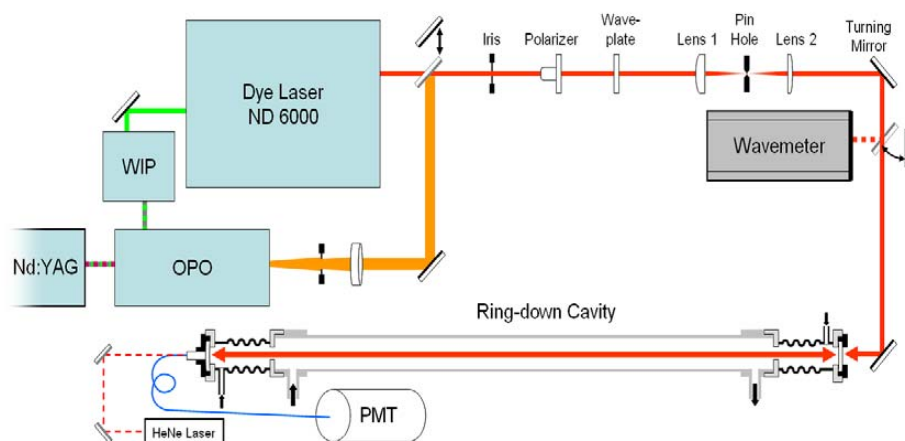 Iris
Polarizer
Wave-
plate
Lens 1
Pin
Hole
Lens 2
Turning
Mirror
Dye Laser
ND 6000
WIP
Wavemeter
Nd:YAG
OPO
Ring-down Cavity
PMT
HeNe Laser